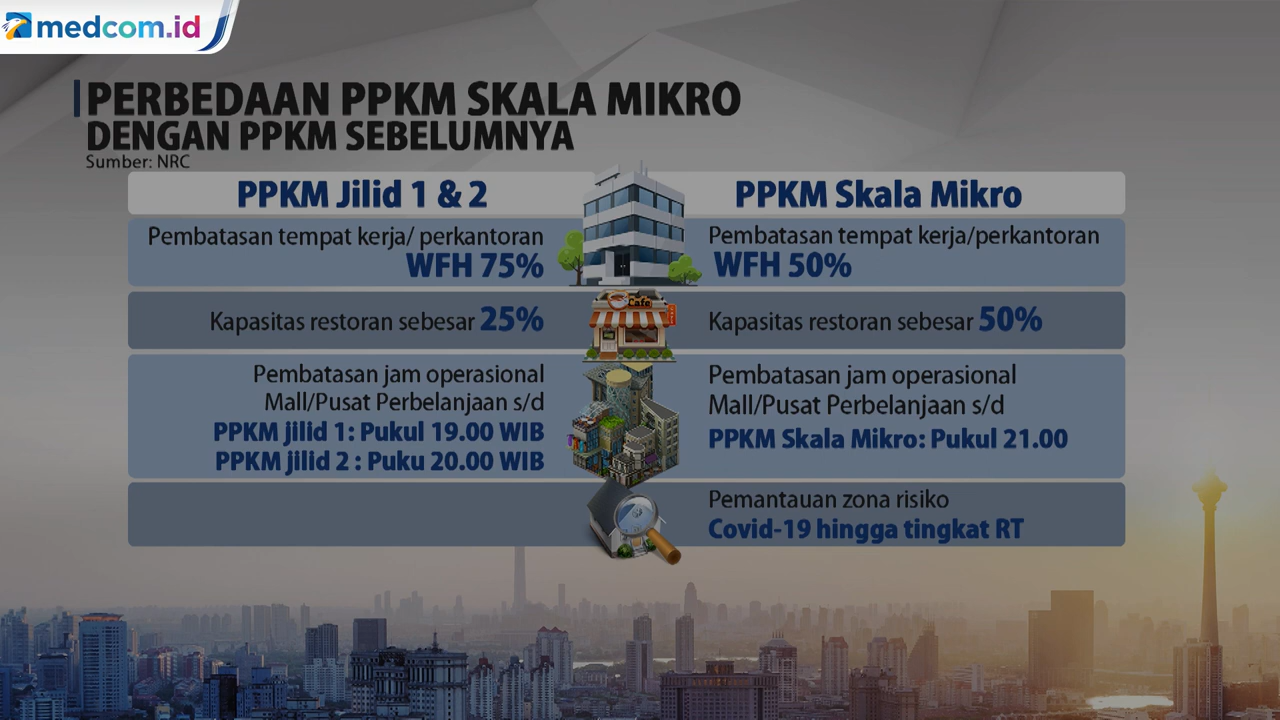 medcom.id
PERBEDAAN PPKM SKALA MIKRO
DENGAN PPKM SEBELUMNYA
Sumber: NRC
PPKM Jilid 1 & 2
PPKM Skala Mikro
Pembatasan tempat kerja/ perkantoran
WFH 75%
Pembatasan tempat kerja/perkantoran
WFH 50%
Kapasitas restoran sebesar 25%
Cafe
Kapasitas restoran sebesar 50%
Pembatasan jam operasional
Mall/Pusat Perbelanjaan s/d
PPKM jilid 1: Pukul 19.00 WIB
PPKM jilid 2 : Puku 20.00 WIB
Pembatasan jam operasional
Mall/Pusat Perbelanjaan s/d
PPKM Skala Mikro: Pukul 21.00
Pemantauan zona risiko
Covid-19 hingga tingkat RT